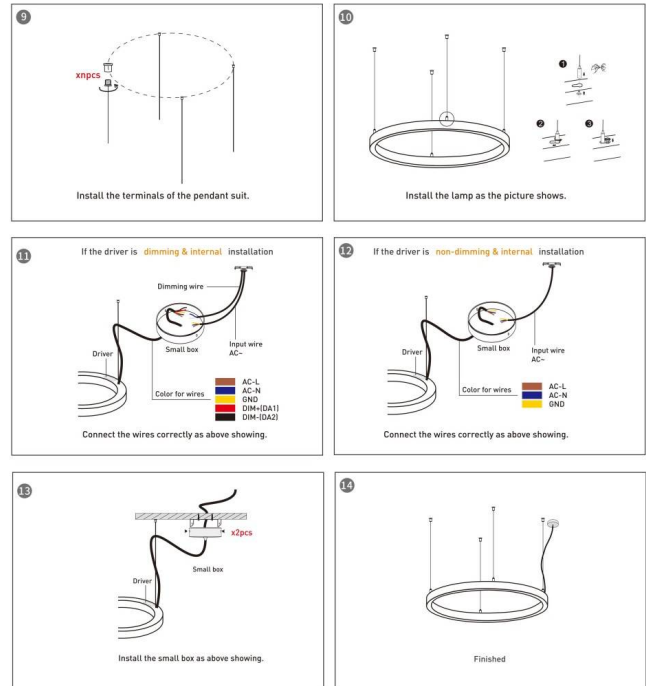 9
xnpcs
Install the terminals of the pendant suit.
10
1
2
3
Install the lamp as the picture shows.
11
If the driver is dimming & internal installation
Dimming wire
Small box
Input wire
AC~
Driver
Color for wires
AC-L
AC-N
GND
DIM+(DA1)
DIM-(DA2)
Connect the wires correctly as above showing.
12
If the driver is non-dimming & internal installation
Small box
Input wire
AC~
Driver
Color for wires
AC-L
AC-N
GND
Connect the wires correctly as above showing.
13
x2pcs
Small box
Driver
Install the small box as above showing.
14
Finished